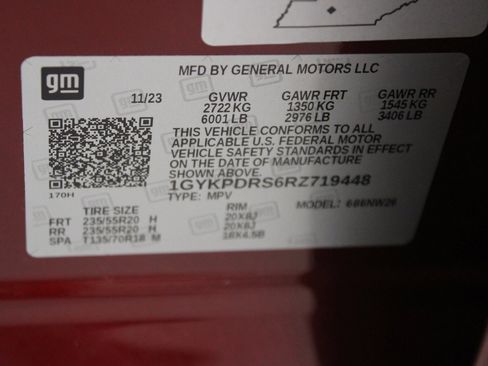 gm
MFD BY GENERAL MOTORS LLC
11/23 GVWR GAWR FRT GAWR RR
2722 KG 1350 KG 1545 KG
6001 LB 2976 LB 3406 LB
THIS VEHICLE CONFORMS TO ALL
APPLICABLE U.S. FEDERAL MOTOR
VEHICLE SAFETY STANDARDS IN EFFECT
ON THE DATE OF MANUFACTURE
SHOWN ABOVE.
1GYKPDRS6RZ719448
170H
TYPE: MPV MODEL: 6B6NW26
TIRE SIZE RIM
FRT 235/55R20 H 20X8J
RR 235/55R20 H 20X8J
SPA T135/70R18 M 18X4.5B